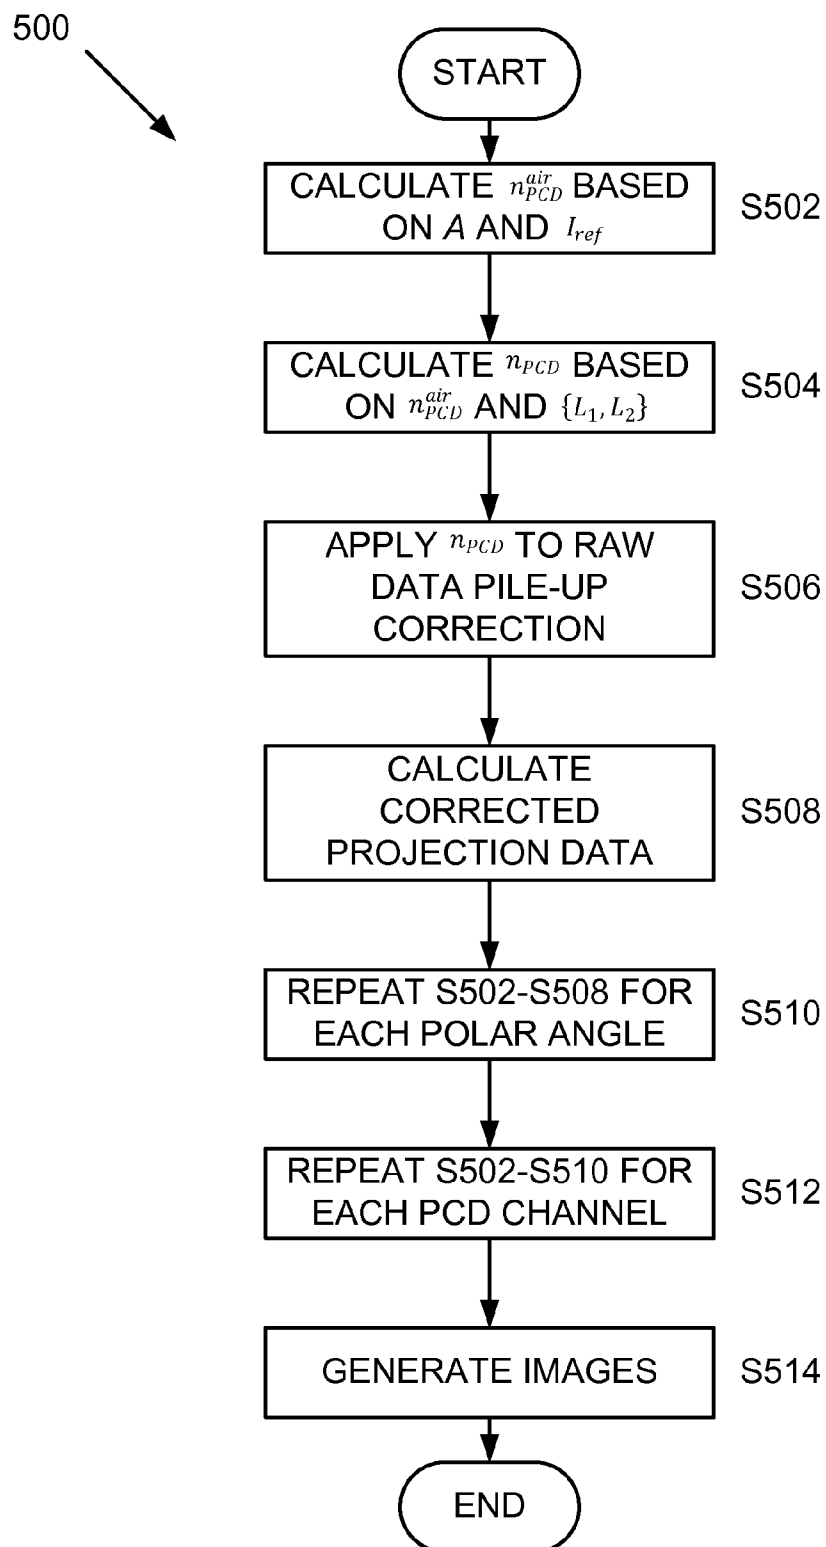 500
START
CALCULATE n_{PCD}^{air} BASED
ON A AND I_{ref}
S502
CALCULATE n_{PCD} BASED
ON n_{PCD}^{air} AND {L_1, L_2}
S504
APPLY n_{PCD} TO RAW
DATA PILE-UP
CORRECTION
S506
CALCULATE
CORRECTED
PROJECTION DATA
S508
REPEAT S502-S508 FOR
EACH POLAR ANGLE
S510
REPEAT S502-S510 FOR
EACH PCD CHANNEL
S512
GENERATE IMAGES
S514
END